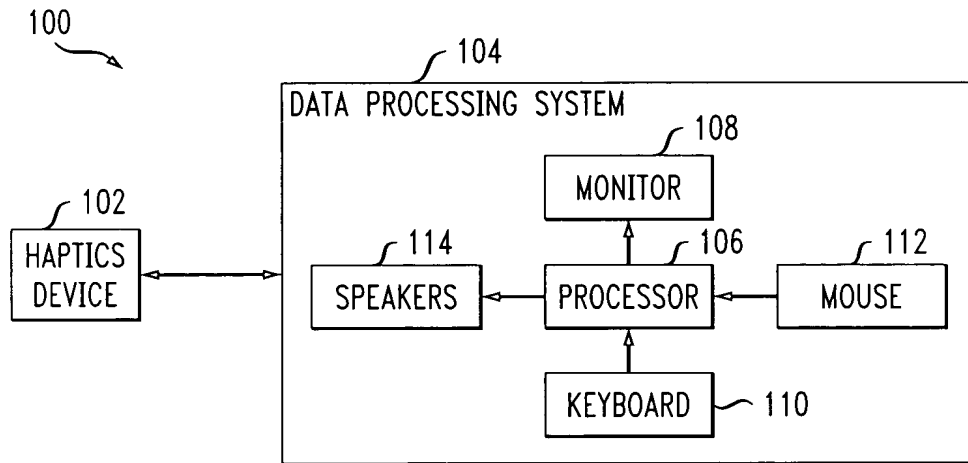 100
104
DATA PROCESSING SYSTEM
108
MONITOR
102
HAPTICS
DEVICE
114
SPEAKERS
106
PROCESSOR
112
MOUSE
KEYBOARD
110